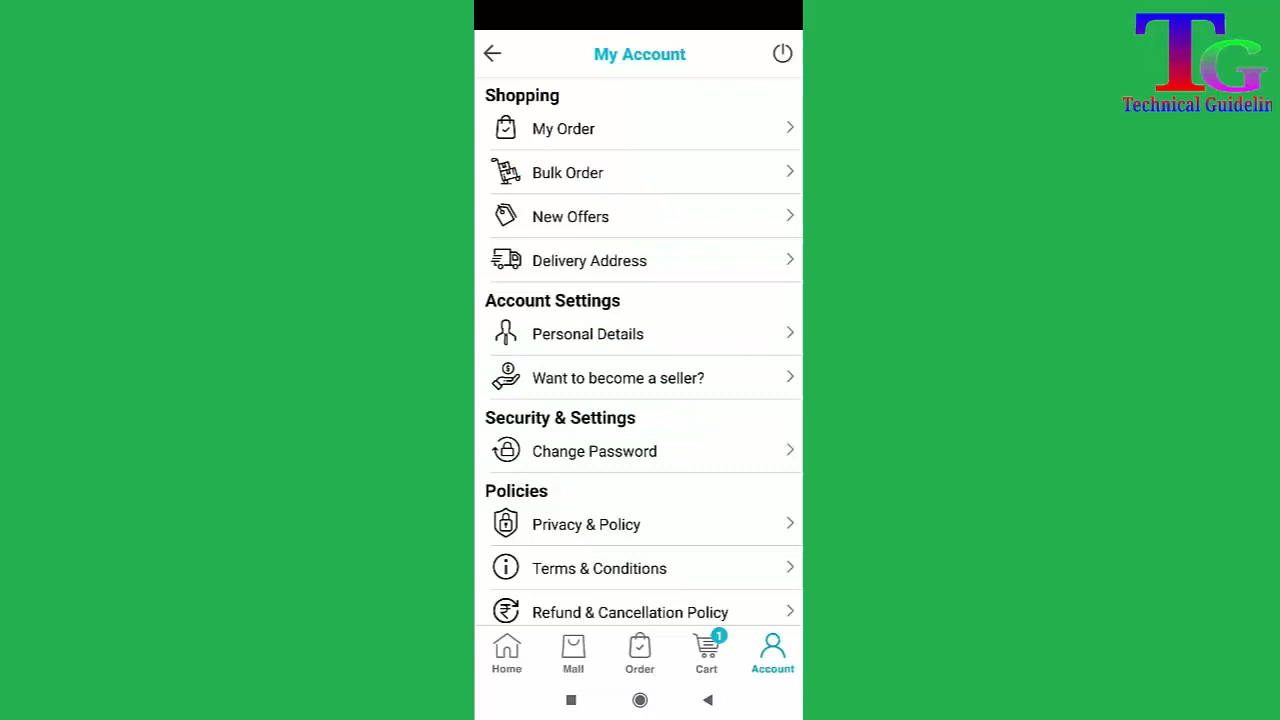 My Account
TG
Technical Guidelin
Shopping
My Order
Bulk Order
New Offers
Delivery Address
Account Settings
Personal Details
Want to become a seller?
Security & Settings
Change Password
Policies
Privacy & Policy
Terms & Conditions
Refund & Cancellation Policy
1
Home Mall Order Cart Account